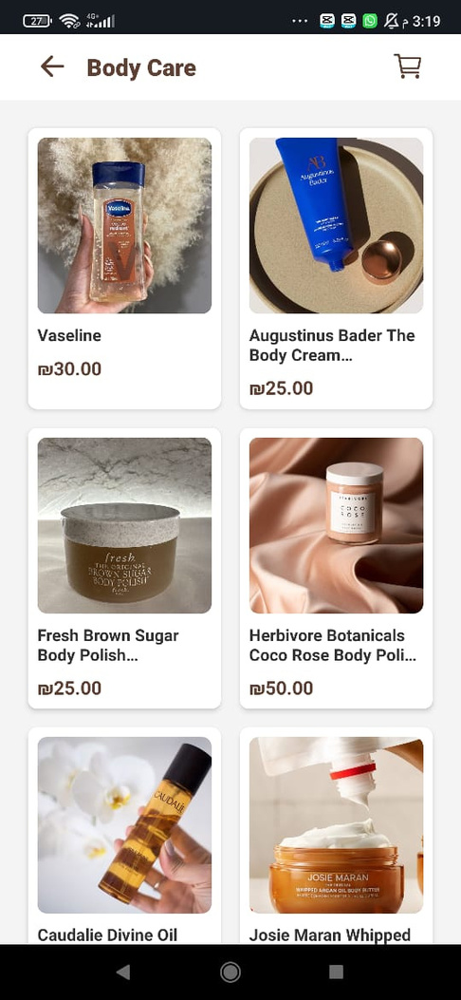 27 4G+ ... م 3:19
Body Care
Vaseline
AB
Augustinus
Bader
Vaseline
₪30.00
Augustinus Bader The
Body Cream...
₪25.00
fresh
THE ORIGINAL
BROWN SUGAR
BODY POLISH
fresh
COCO
ROSE
Fresh Brown Sugar
Body Polish...
₪25.00
Herbivore Botanicals
Coco Rose Body Poli...
₪50.00
CAUDALIE
JOSIE MARAN
WHIPPED ARGAN OIL BODY BUTTER
Caudalie Divine Oil
Josie Maran Whipped